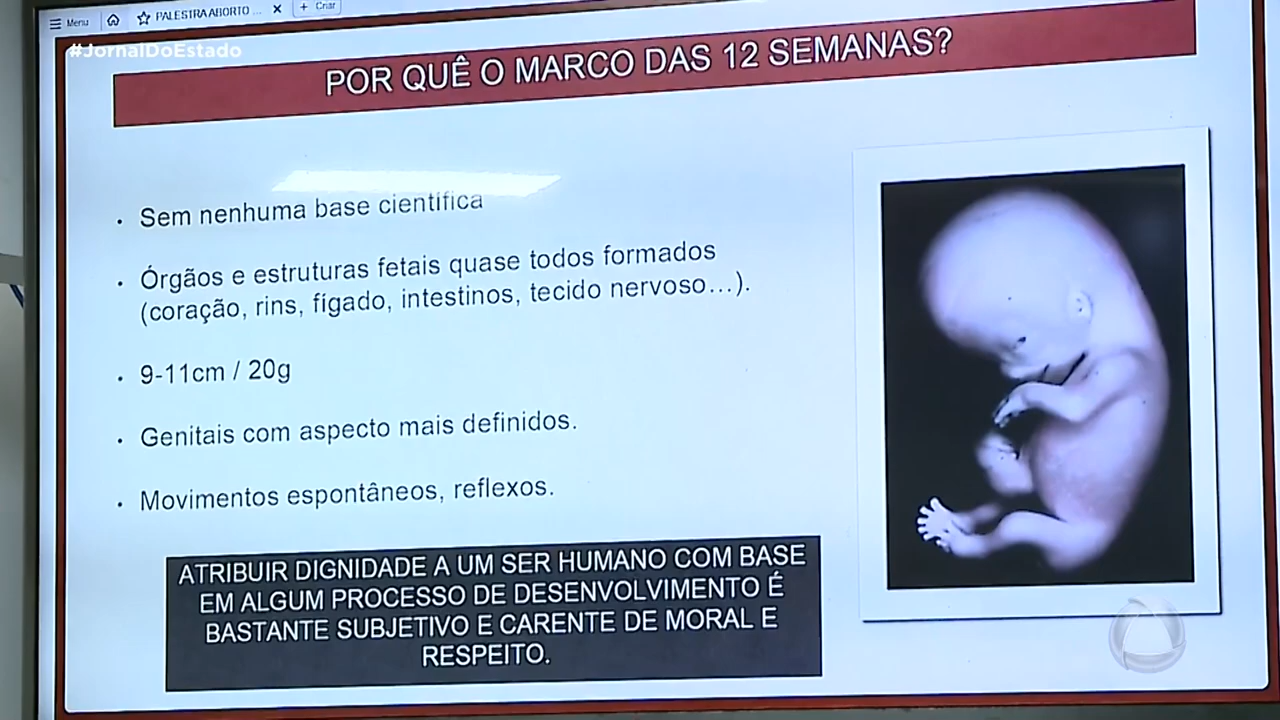 Menu
PALESTRA ABORTO ...
+ Criar
#JornalDoEstado
POR QUÊ O MARCO DAS 12 SEMANAS?
• Sem nenhuma base científica
• Órgãos e estruturas fetais quase todos formados
(coração, rins, fígado, intestinos, tecido nervoso...).
• 9-11cm / 20g
• Genitais com aspecto mais definidos.
• Movimentos espontâneos, reflexos.
ATRIBUIR DIGNIDADE A UM SER HUMANO COM BASE
EM ALGUM PROCESSO DE DESENVOLVIMENTO É
BASTANTE SUBJETIVO E CARENTE DE MORAL E
RESPEITO.